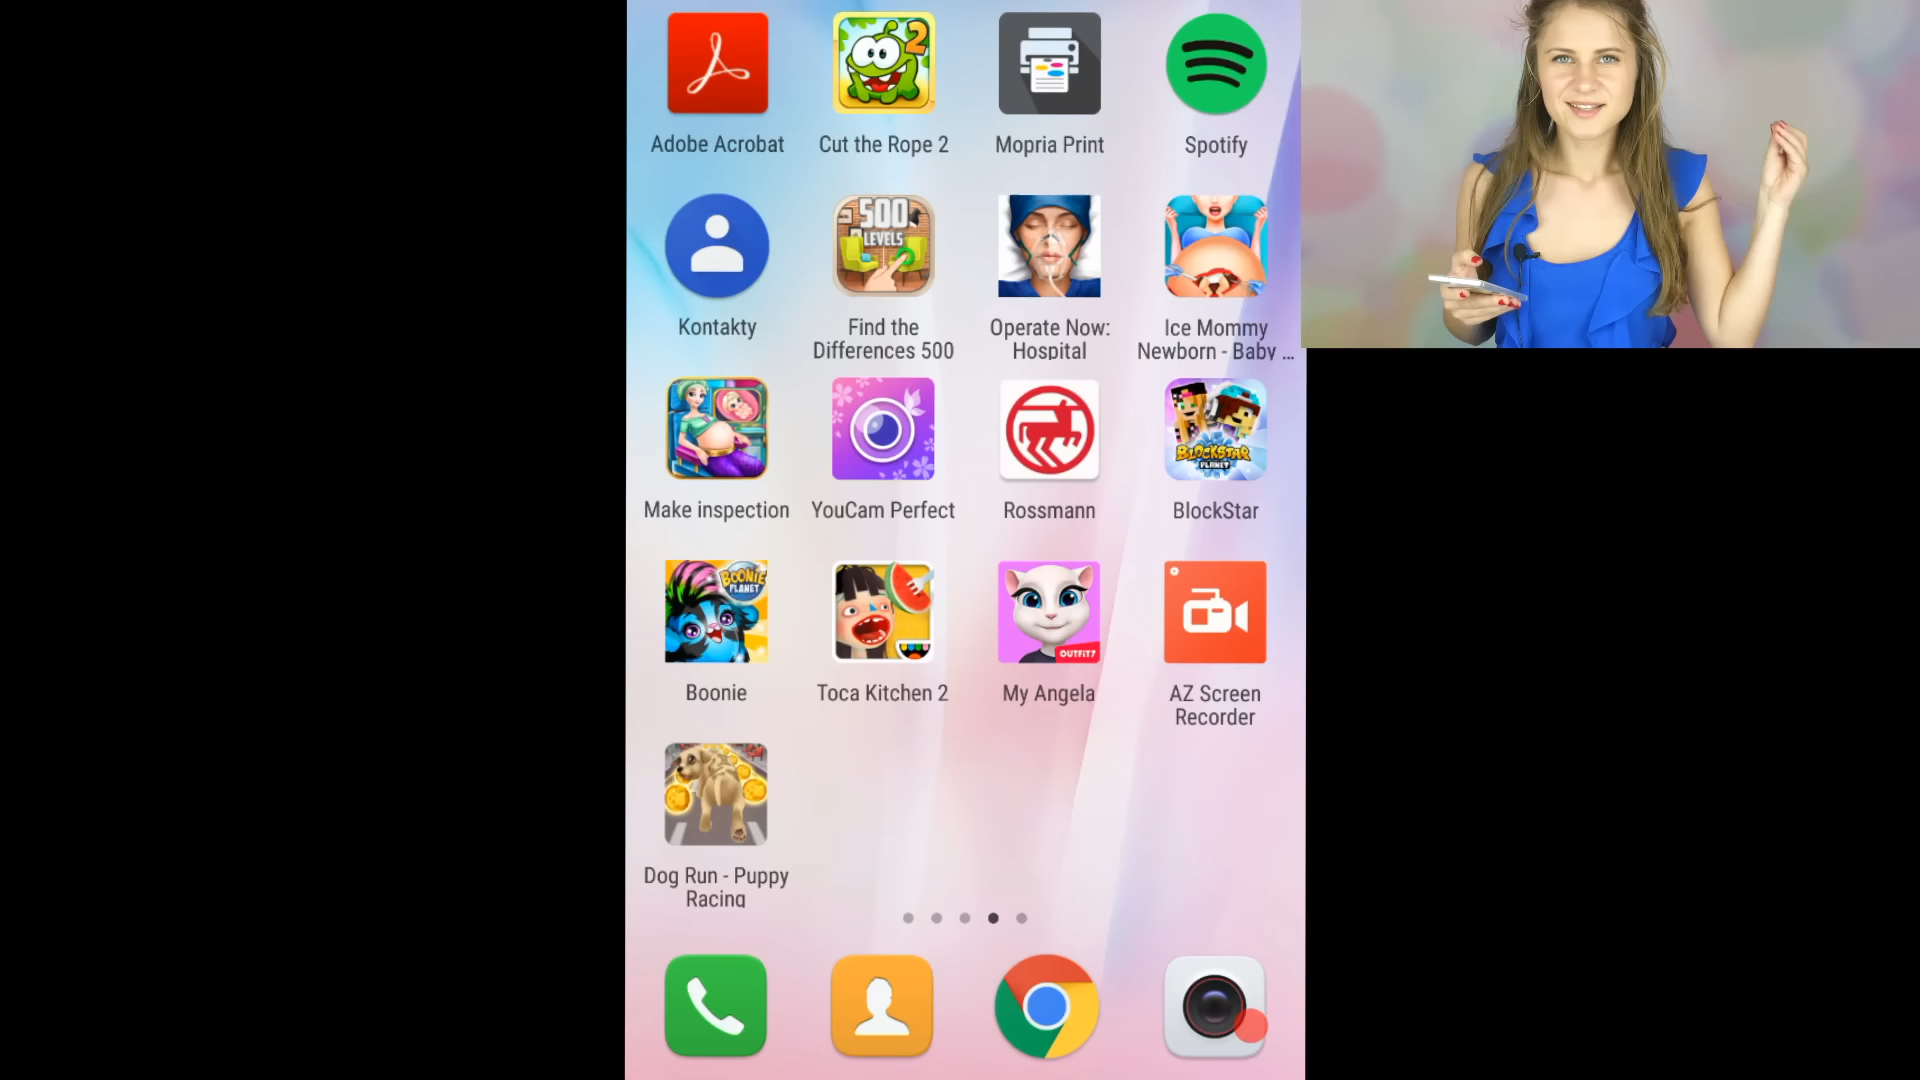 2
Adobe Acrobat
Cut the Rope 2
Mopria Print
Spotify
500
LEVELS
Kontakty
Find the
Differences 500
Operate Now:
Hospital
Ice Mommy
Newborn - Baby ...
BLOCKSTAR
PLANET
Make inspection
YouCam Perfect
Rossmann
BlockStar
BOONIE
PLANET
OUTFIT7
Boonie
Toca Kitchen 2
My Angela
AZ Screen
Recorder
Dog Run - Puppy
Racing